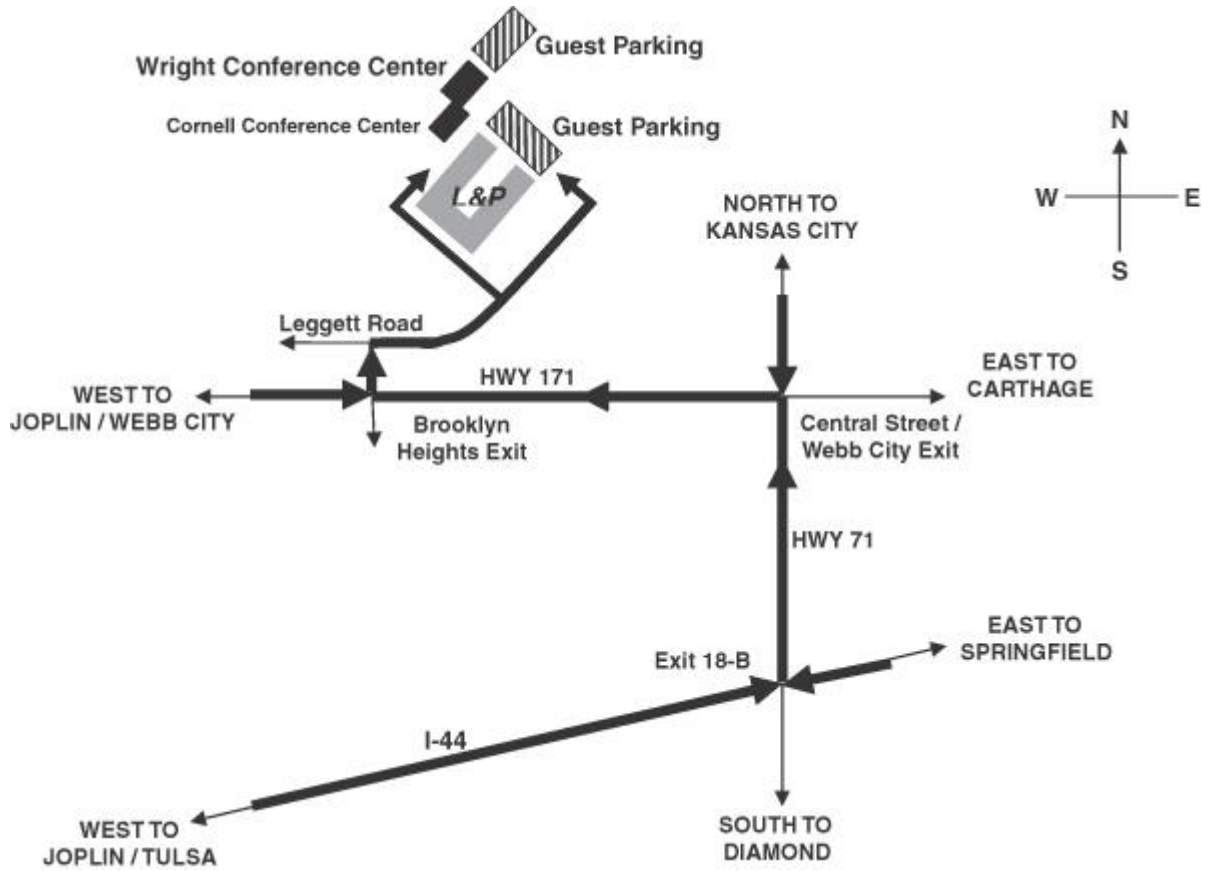 Guest Parking
Wright Conference Center
Cornell Conference Center
Guest Parking
L&P
N
W
E
S
NORTH TO
KANSAS CITY
Leggett Road
HWY 171
EAST TO
CARTHAGE
WEST TO
JOPLIN / WEBB CITY
Brooklyn
Heights Exit
Central Street /
Webb City Exit
HWY 71
EAST TO
SPRINGFIELD
Exit 18-B
I-44
WEST TO
JOPLIN / TULSA
SOUTH TO
DIAMOND